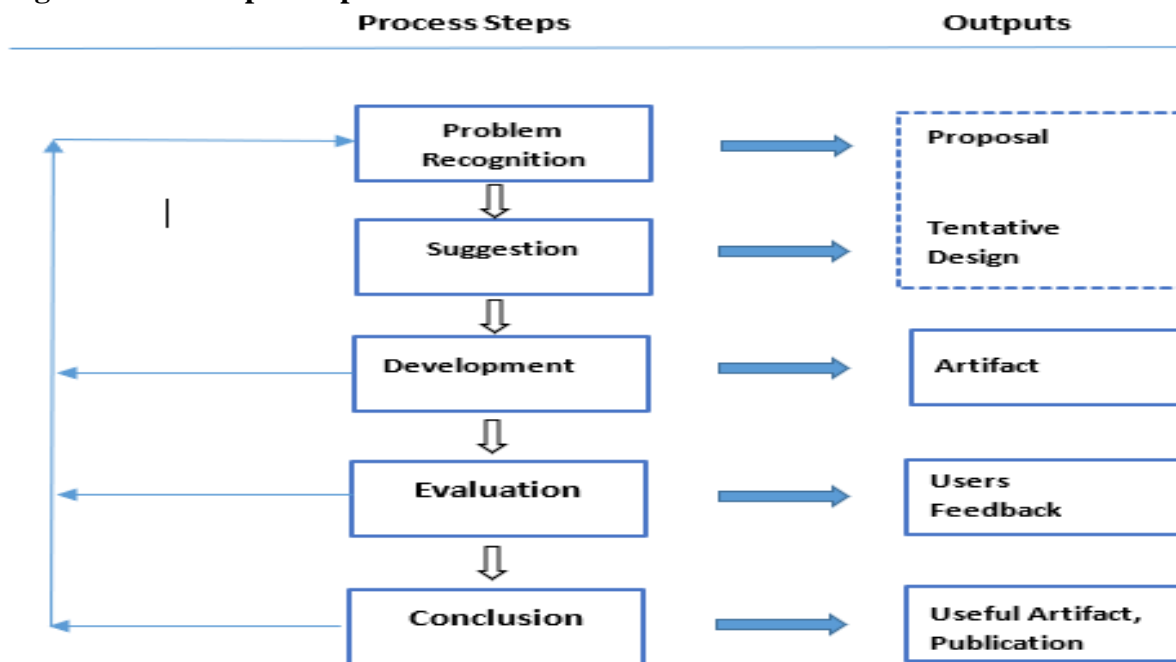 Process Steps Outputs
Problem
Recognition
Proposal
Suggestion
Tentative
Design
Development
Artifact
Evaluation
Users
Feedback
Conclusion
Useful Artifact,
Publication